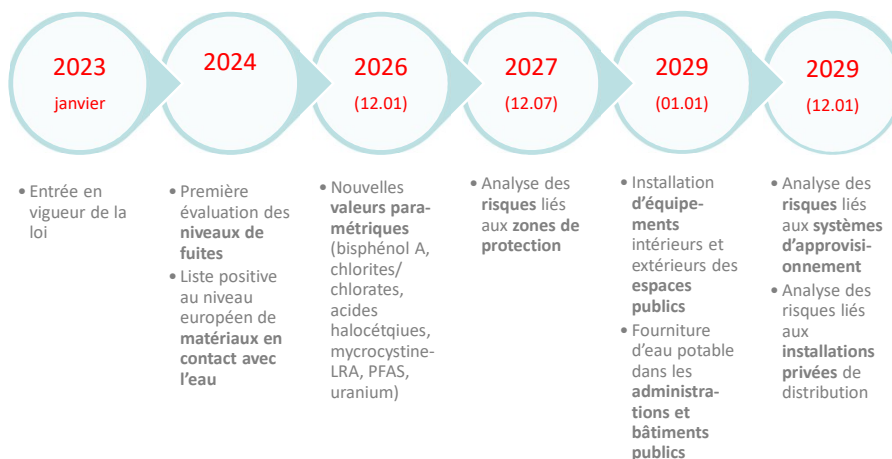 2023
janvier
2024
2026
(12.01)
2027
(12.07)
2029
(01.01)
2029
(12.01)
• Entrée en
vigueur de la
loi
• Première
évaluation des
niveaux de
fuites
• Liste positive
au niveau
européen de
matériaux en
contact avec
l'eau
• Nouvelles
valeurs para-
métriques
(bisphénol A,
chlorites/
chlorates,
acides
halocétqiues,
mycrocystine-
LRA, PFAS,
uranium)
• Analyse des
risques liés
aux zones de
protection
• Installation
d'équipe-
ments
intérieurs et
extérieurs des
espaces
publics
• Fourniture
d'eau potable
dans les
administra-
tions et
bâtiments
publics
• Analyse des
risques liés
aux systèmes
d'approvisi-
onnement
• Analyse des
risques liés
aux
installations
privées de
distribution